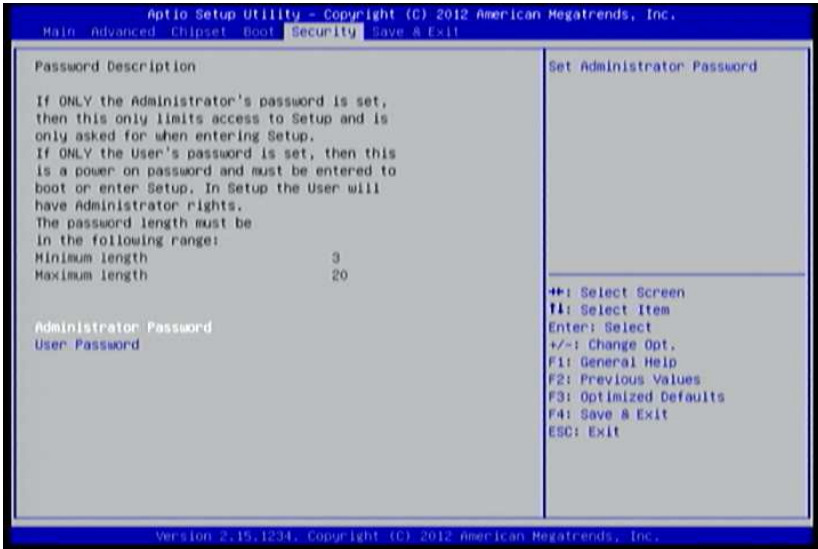 Aptio Setup Utility - Copyright (C) 2012 American Megatrends, Inc.
Main Advanced Chipset Boot Security Save & Exit
Password Description
If ONLY the Administrator's password is set,
then this only limits access to Setup and is
only asked for when entering Setup.
If ONLY the User's password is set, then this
is a power on password and must be entered to
boot or enter Setup. In Setup the User will
have Administrator rights.
The password length must be
in the following range:
Minimum length 3
Maximum length 20
Administrator Password
User Password
Set Administrator Password
→←: Select Screen
↑↓: Select Item
Enter: Select
+/-: Change Opt.
F1: General Help
F2: Previous Values
F3: Optimized Defaults
F4: Save & Exit
ESC: Exit
Version 2.15.1234. Copyright (C) 2012 American Megatrends, Inc.